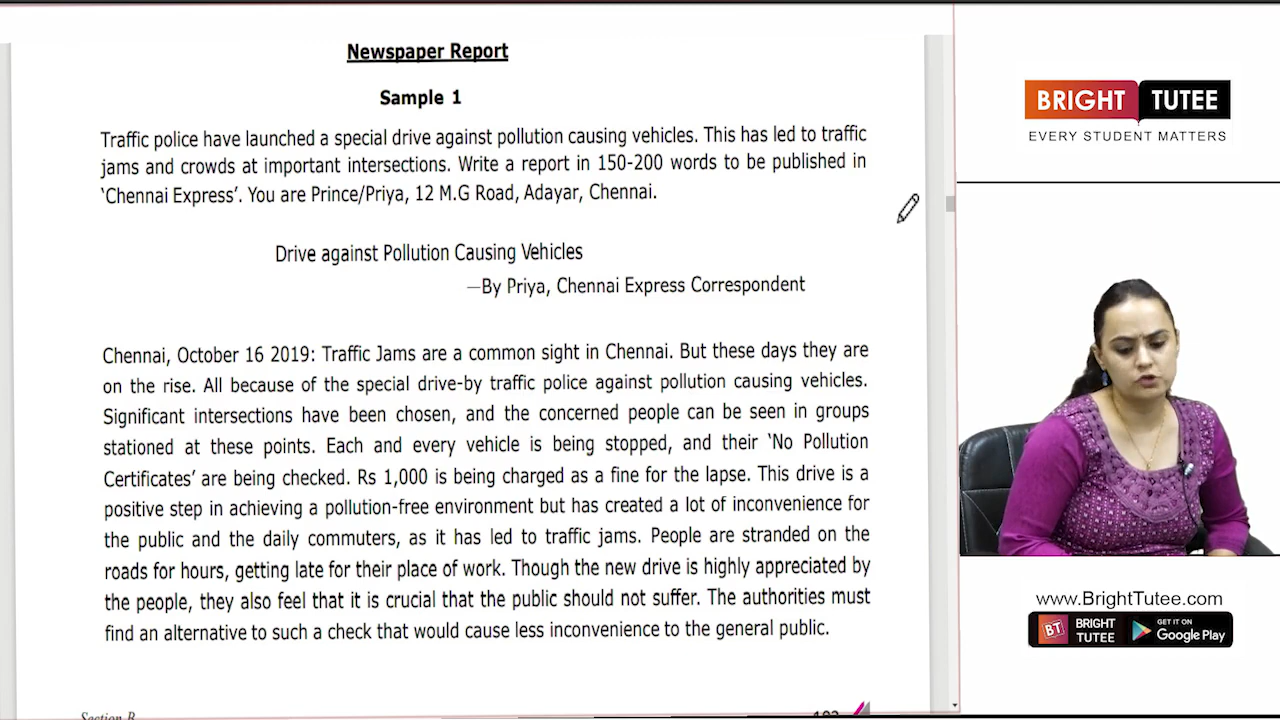 Newspaper Report
Sample 1
Traffic police have launched a special drive against pollution causing vehicles. This has led to traffic
jams and crowds at important intersections. Write a report in 150-200 words to be published in
‘Chennai Express’. You are Prince/Priya, 12 M.G Road, Adayar, Chennai.
Drive against Pollution Causing Vehicles
—By Priya, Chennai Express Correspondent
Chennai, October 16 2019: Traffic Jams are a common sight in Chennai. But these days they are
on the rise. All because of the special drive-by traffic police against pollution causing vehicles.
Significant intersections have been chosen, and the concerned people can be seen in groups
stationed at these points. Each and every vehicle is being stopped, and their ‘No Pollution
Certificates’ are being checked. Rs 1,000 is being charged as a fine for the lapse. This drive is a
positive step in achieving a pollution-free environment but has created a lot of inconvenience for
the public and the daily commuters, as it has led to traffic jams. People are stranded on the
roads for hours, getting late for their place of work. Though the new drive is highly appreciated by
the people, they also feel that it is crucial that the public should not suffer. The authorities must
find an alternative to such a check that would cause less inconvenience to the general public.
Section B
BRIGHT TUTEE
EVERY STUDENT MATTERS
www.BrightTutee.com
BT BRIGHT TUTEE
GET IT ON
Google Play